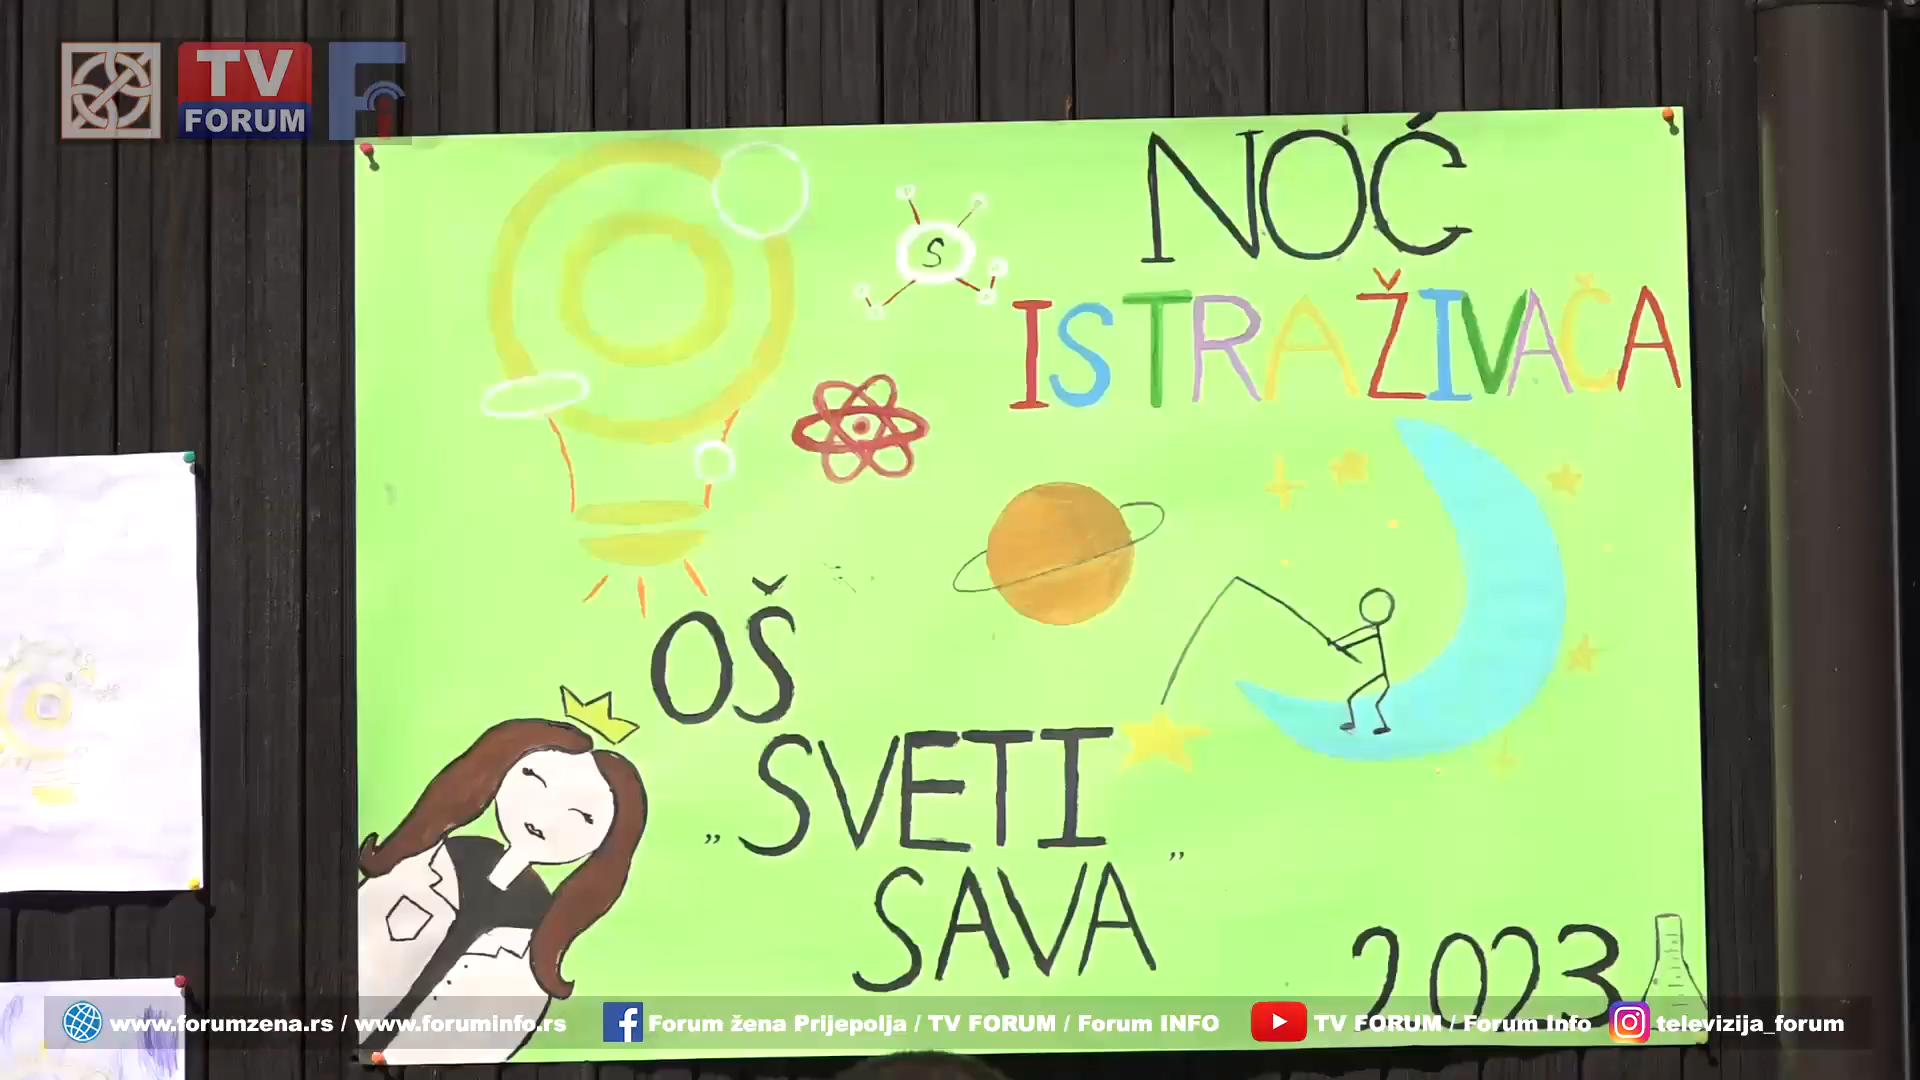 TV
FORUM
F
i
NOĆ
S
ISTRAŽIVAČA
OŠ
„SVETI
SAVA”
2023
www.forumzena.rs / www.foruminfo.rs
Forum žena Prijepolja / TV FORUM / Forum INFO
TV FORUM / Forum Info
televizija_forum